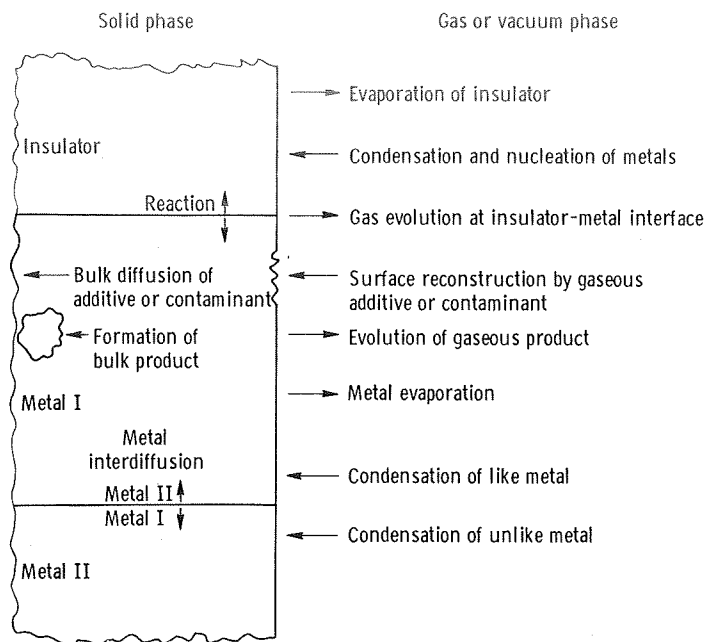 Solid phase
Gas or vacuum phase
Evaporation of insulator
Insulator
Condensation and nucleation of metals
Reaction
Gas evolution at insulator-metal interface
Bulk diffusion of
additive or contaminant
Surface reconstruction by gaseous
additive or contaminant
Formation of
bulk product
Evolution of gaseous product
Metal I
Metal evaporation
Metal
interdiffusion
Condensation of like metal
Metal II
Metal I
Condensation of unlike metal
Metal II